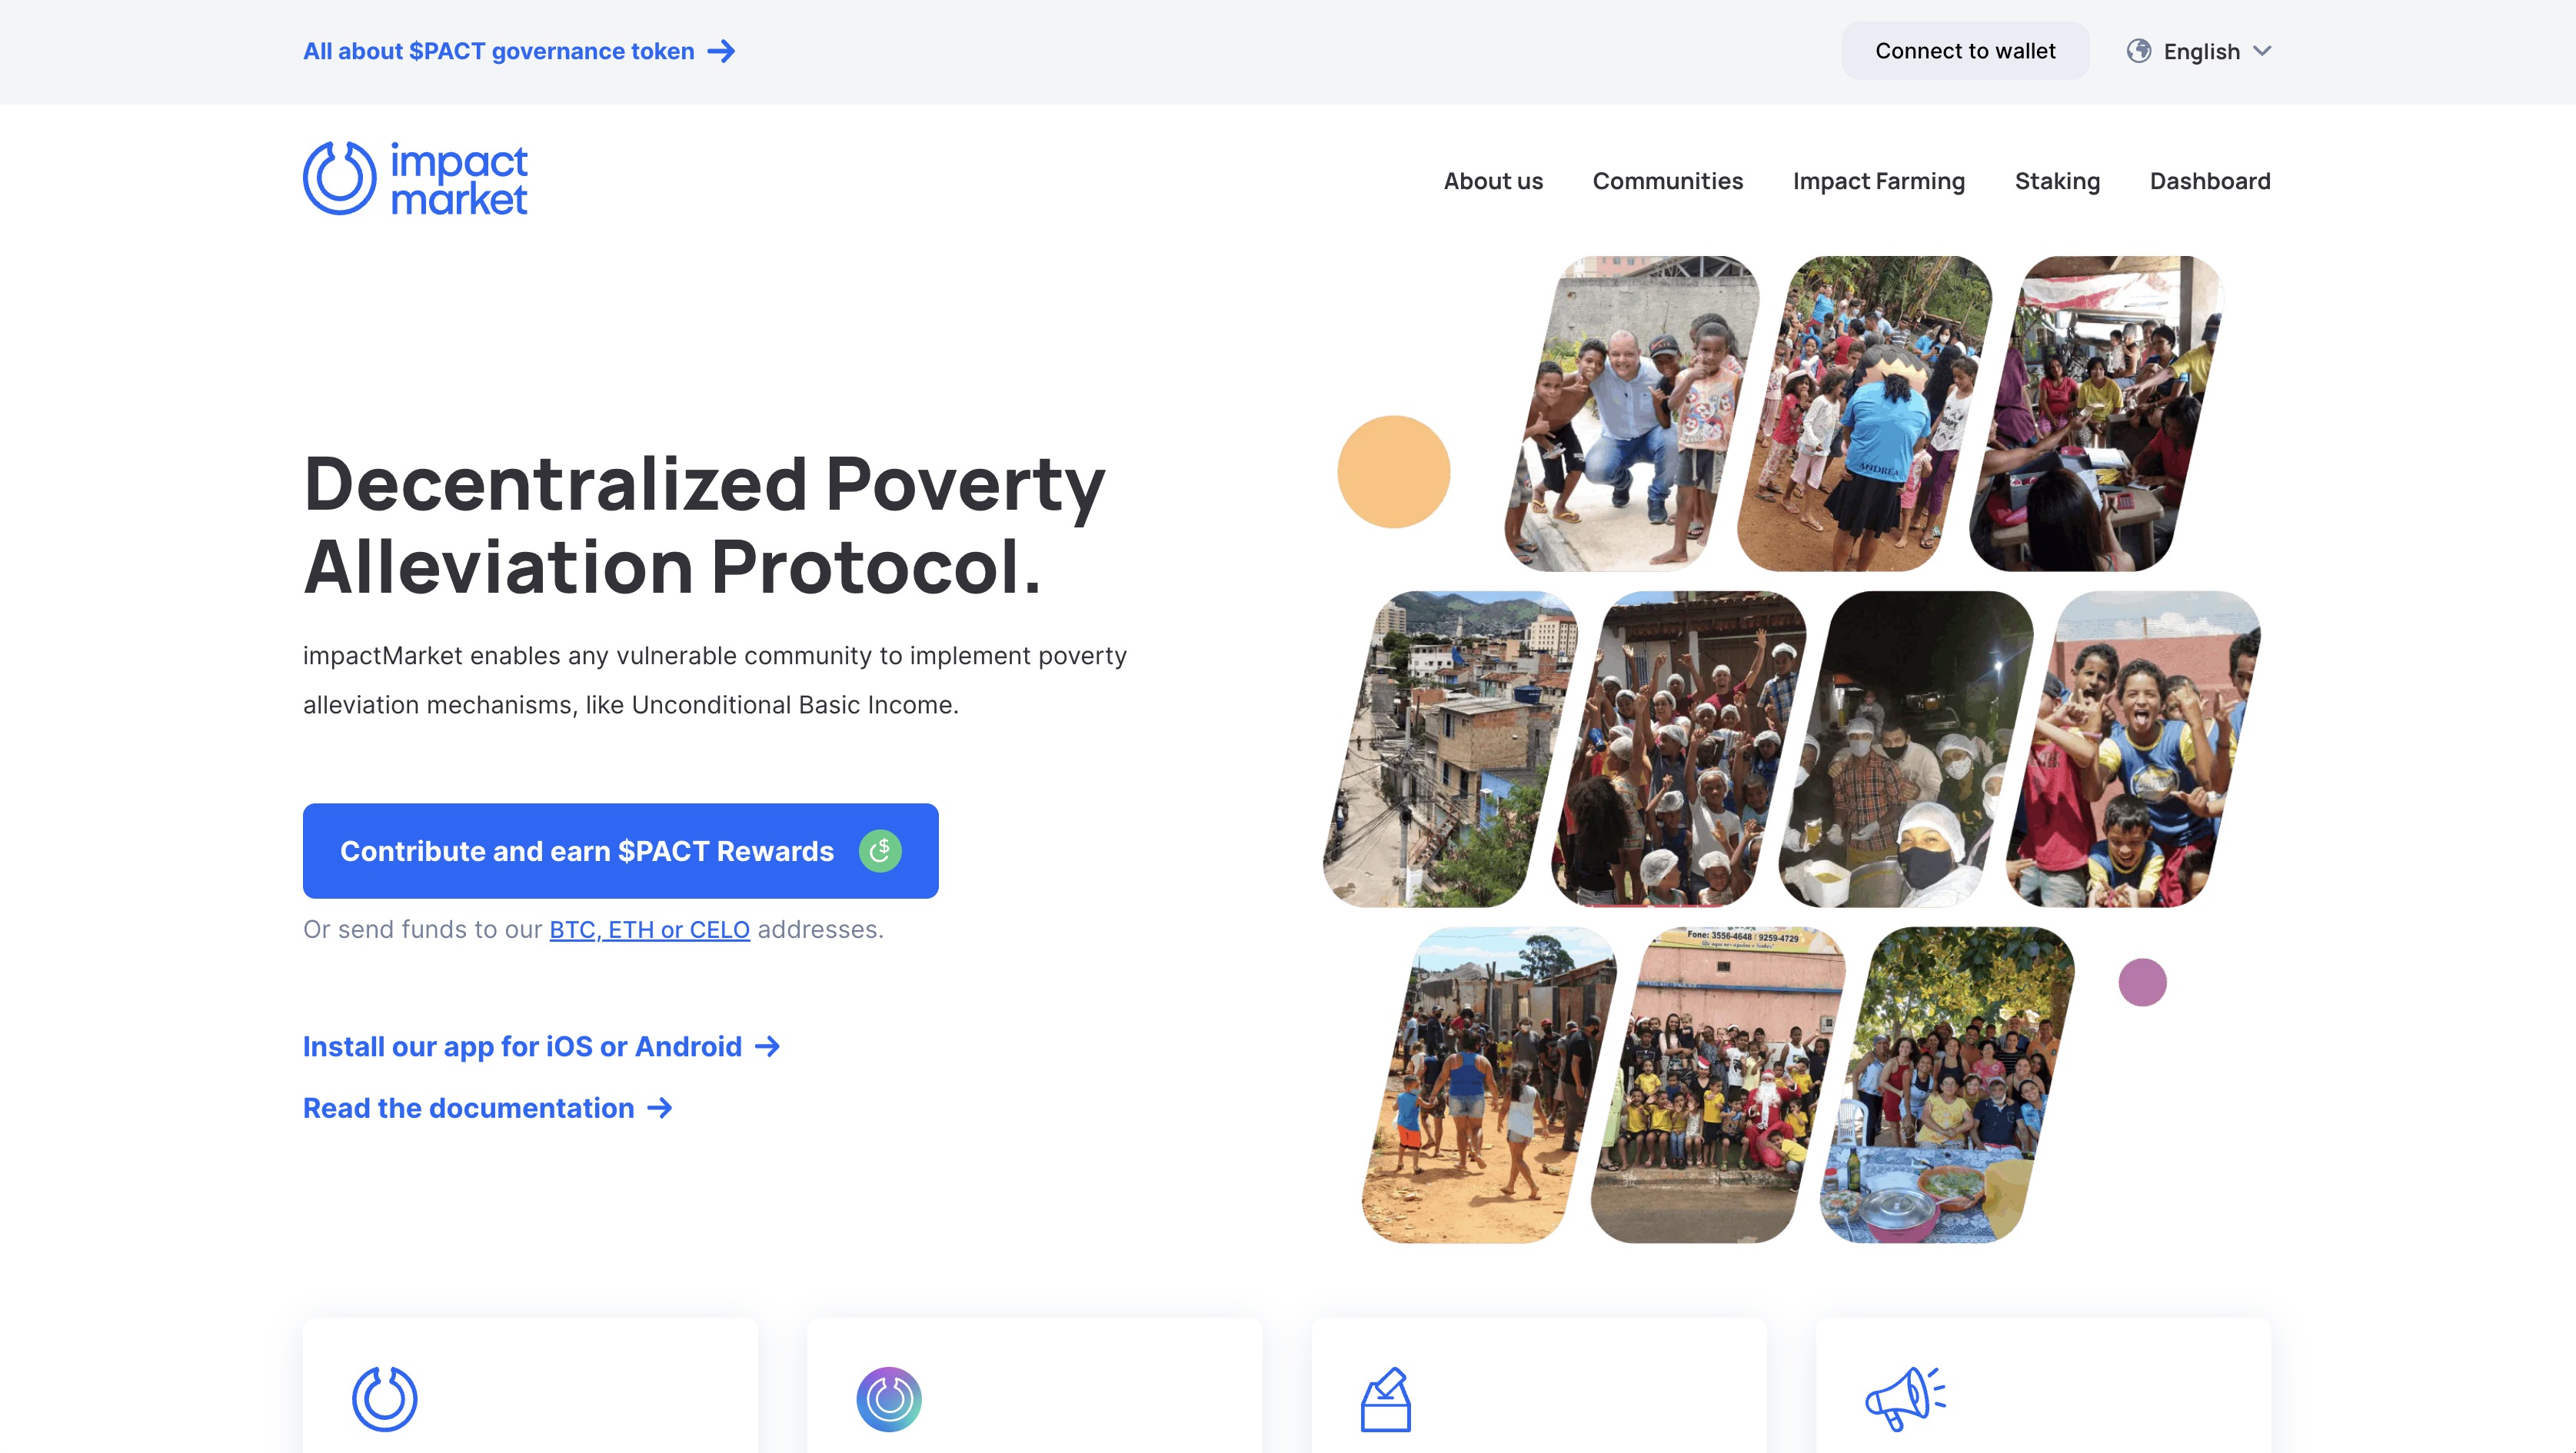 All about $PACT governance token
Connect to wallet
English
impact
market
About us
Communities
Impact Farming
Staking
Dashboard
Decentralized Poverty
Alleviation Protocol.
impactMarket enables any vulnerable community to implement poverty
alleviation mechanisms, like Unconditional Basic Income.
Contribute and earn $PACT Rewards
Or send funds to our BTC, ETH or CELO addresses.
Install our app for iOS or Android
Read the documentation
ANDRÉA
Fone: 3556-4648 / 9259-4729